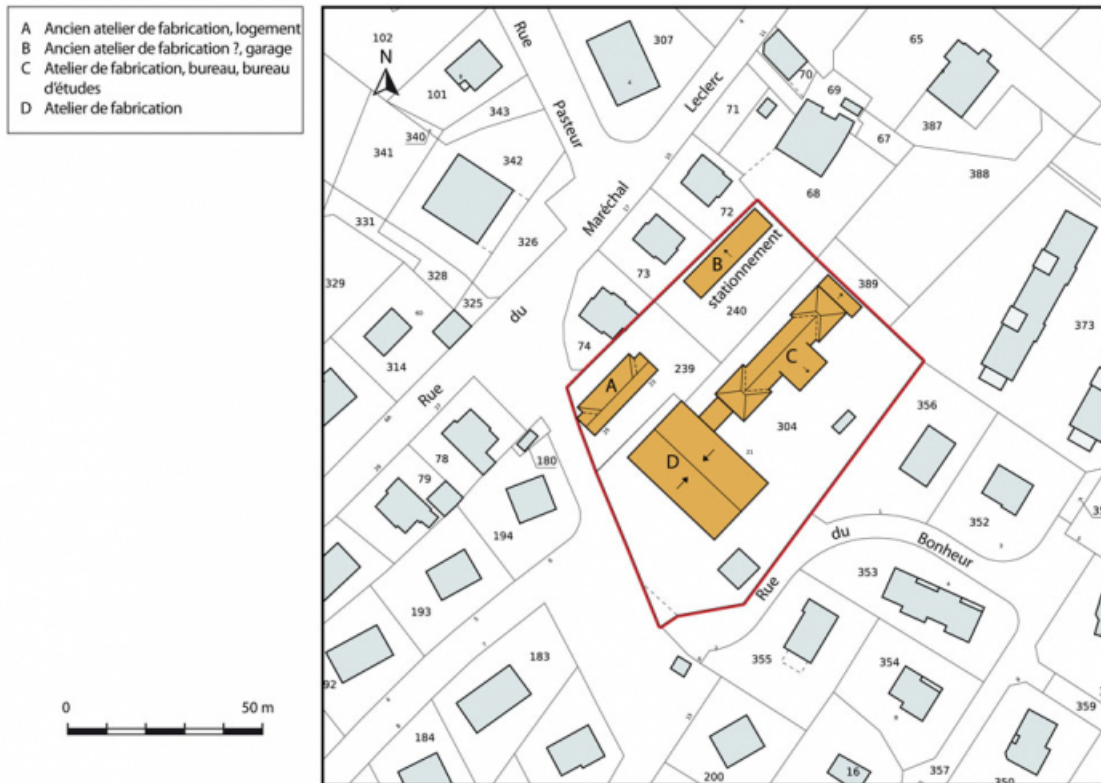 A Ancien atelier de fabrication, logement
B Ancien atelier de fabrication ?, garage
C Atelier de fabrication, bureau, bureau
d'études
D Atelier de fabrication
N
0
50 m
Rue
Pasteur
Rue
du
Maréchal
Leclerc
Rue
du
Bonheur
102
101
343
340
341
342
331
326
329
328
325
314
307
65
70
69
71
67
387
388
68
72
73
74
B
stationnement
240
389
373
A
239
C
304
356
D
352
78
79
180
194
193
92
183
184
353
355
354
359
357
350
200
16